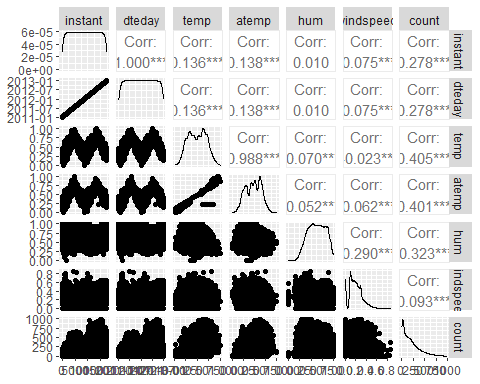 instant dteday temp atemp hum windspeed count
6e-05
4e-05
2e-05
0e+00
Corr: Corr: Corr: Corr: Corr: Corr:
1.000*** 0.136*** 0.138*** 0.010 0.075*** 0.278***
instant
2013-01
2012-07
2012-01
2011-07
2011-01
Corr: Corr: Corr: Corr: Corr:
0.136*** 0.138*** 0.010 0.075*** 0.278***
dteday
1.00
0.75
0.50
0.25
0.00
Corr: Corr: Corr: Corr:
0.988*** 0.070** -0.023** 0.405***
temp
1.00
0.75
0.50
0.25
0.00
Corr: Corr: Corr:
0.052** 0.062** 0.401***
atemp
1.00
0.75
0.50
0.25
0.00
Corr: Corr:
0.290*** 0.323***
hum
0.8
0.6
0.4
0.2
0.0
Corr:
0.093***
indspee
1000
750
500
250
0
count